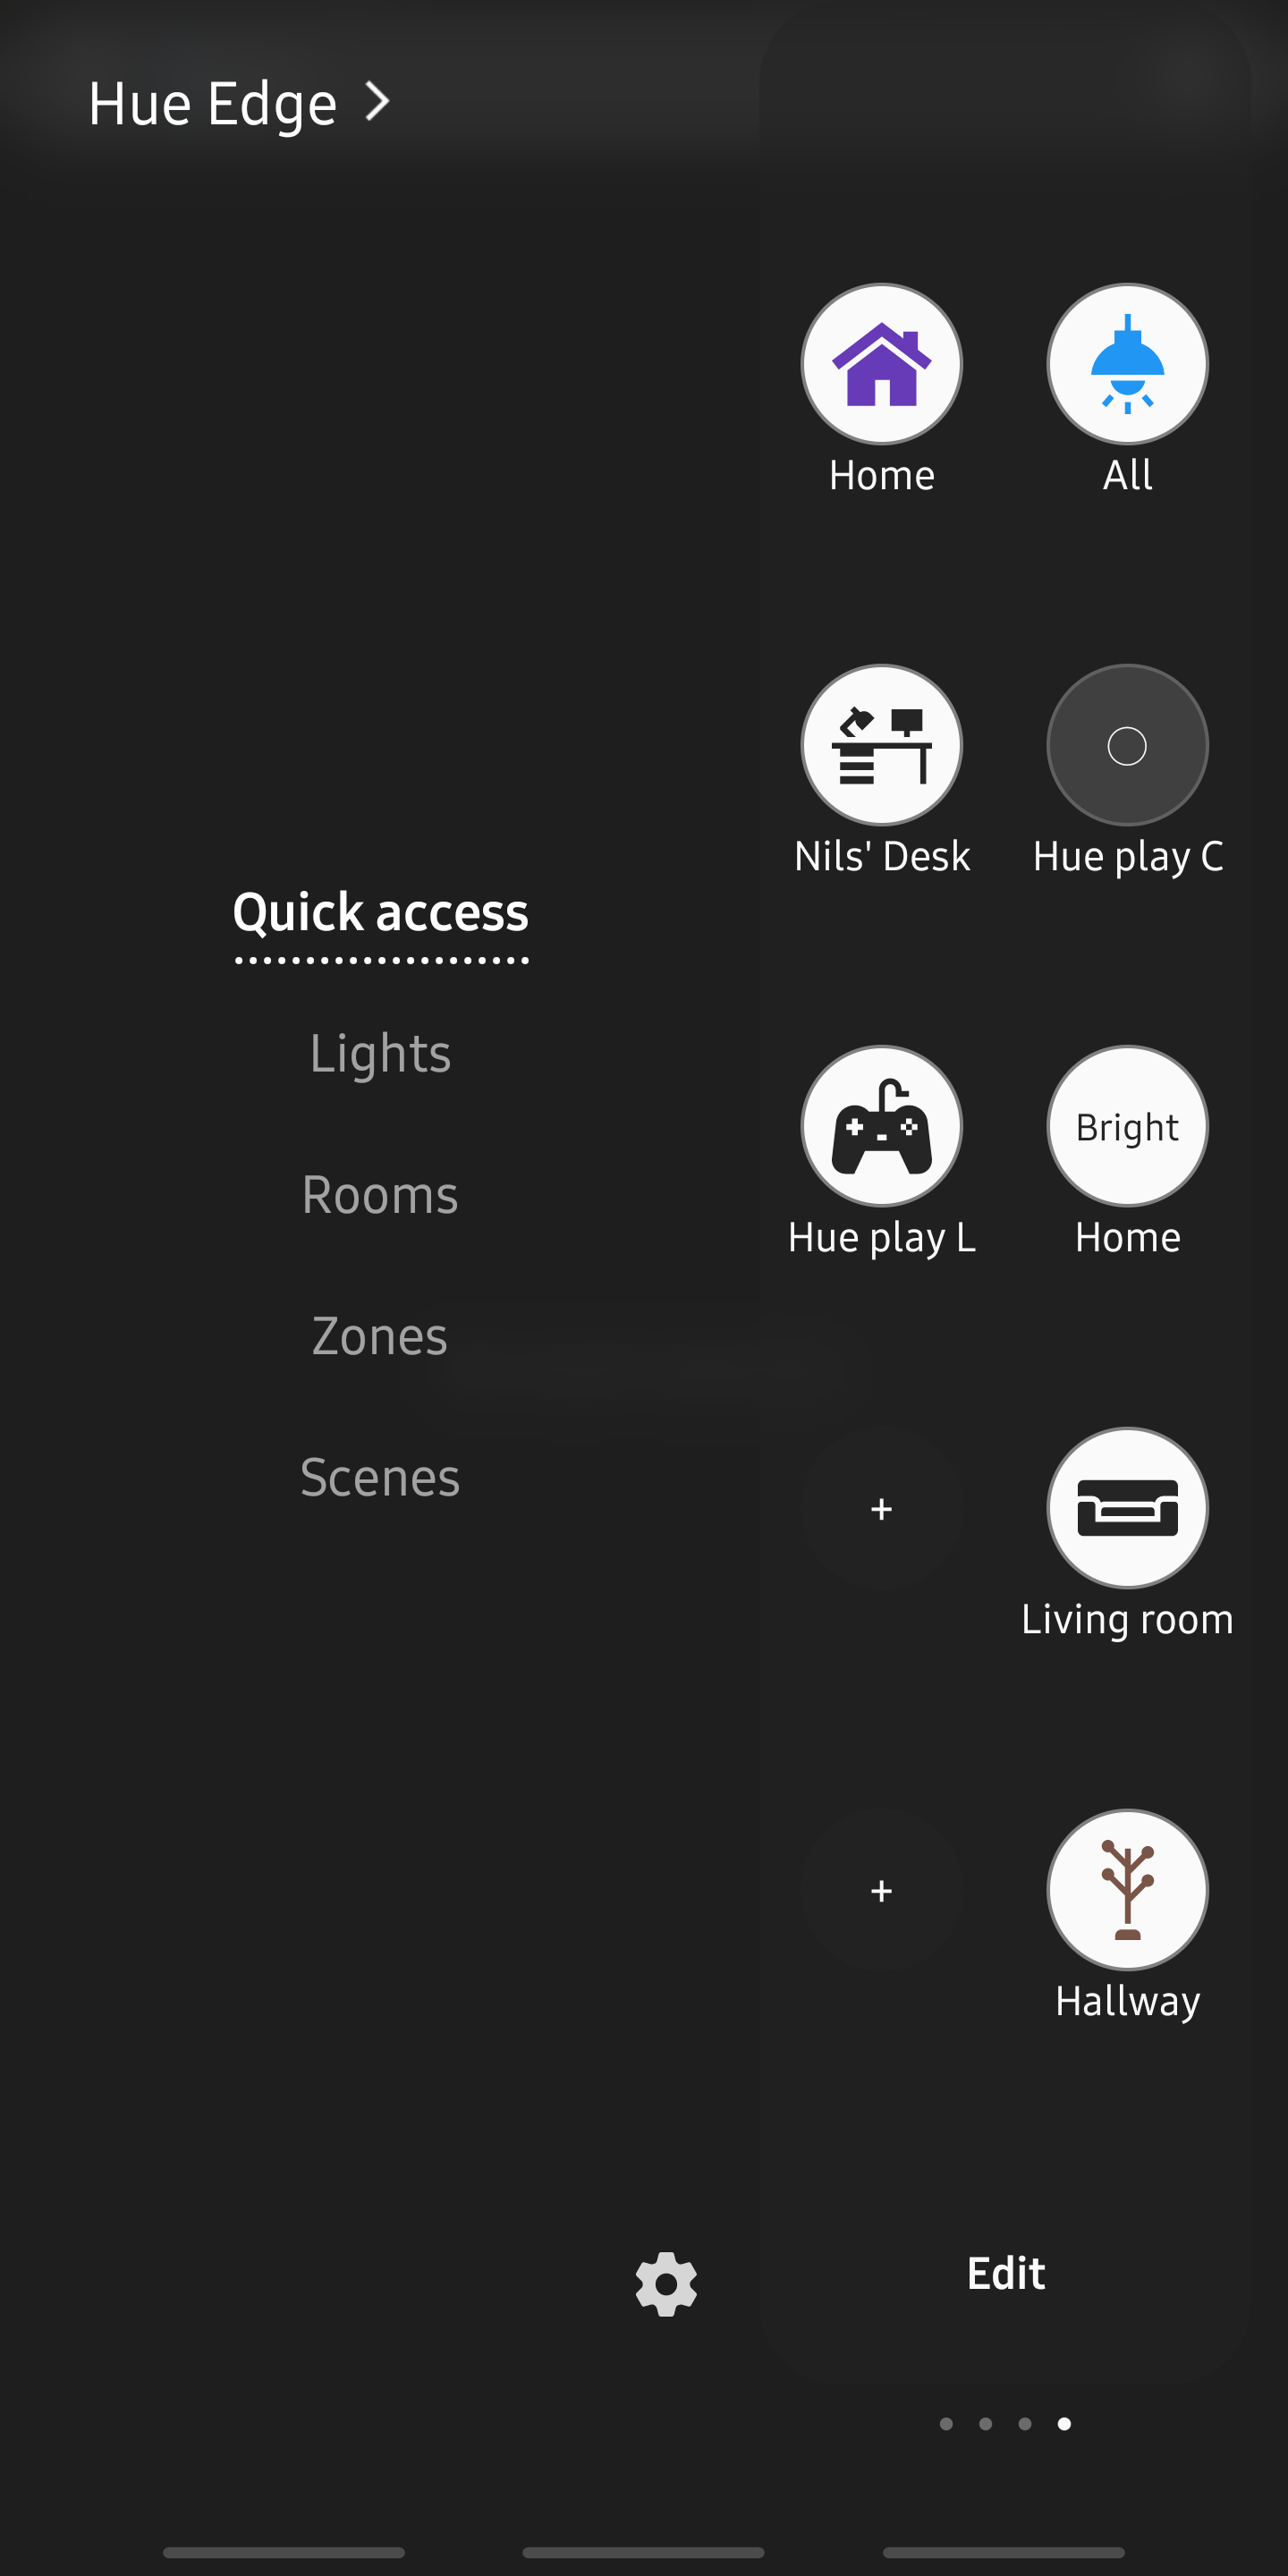 Hue Edge
Home
All
Nils' Desk
Hue play C
Quick access
Lights
Rooms
Zones
Scenes
Hue play L
Bright
Home
+
Living room
+
Hallway
Edit